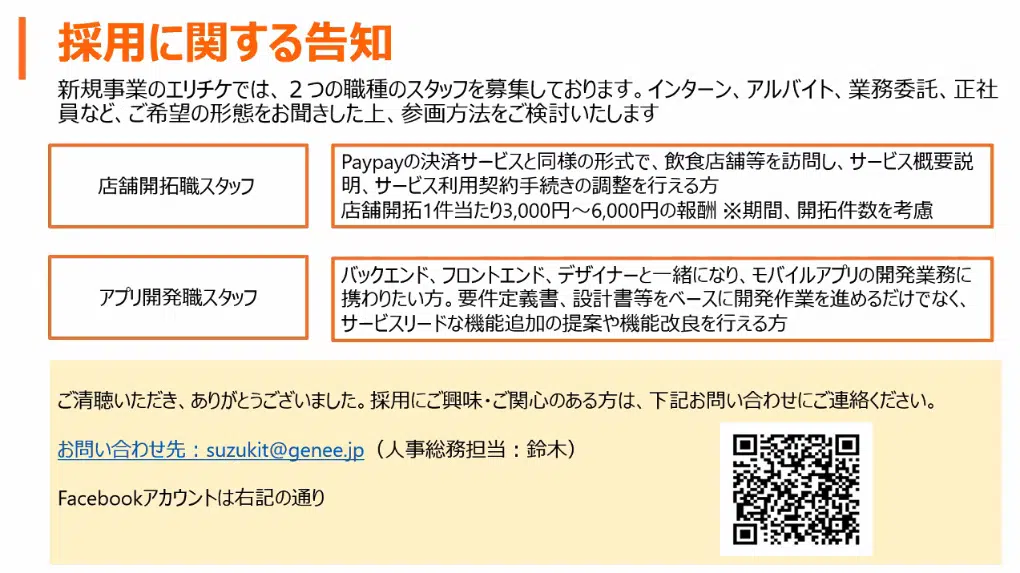 採用に関する告知
新規事業のエリチケでは、２つの職種のスタッフを募集しております。インターン、アルバイト、業務委託、正社
員など、ご希望の形態をお聞きした上、参画方法をご検討いたします
店舗開拓職スタッフ
Paypayの決済サービスと同様の形式で、飲食店舗等を訪問し、サービス概要説
明、サービス利用契約手続きの調整を行える方
店舗開拓1件当たり3,000円～6,000円の報酬 ※期間、開拓件数を考慮
アプリ開発職スタッフ
バックエンド、フロントエンド、デザイナーと一緒になり、モバイルアプリの開発業務に
携わりたい方。要件定義書、設計書等をベースに開発作業を進めるだけでなく、
サービスリードな機能追加の提案や機能改良を行える方
ご清聴いただき、ありがとうございました。採用にご興味・ご関心のある方は、下記お問い合わせにご連絡ください。
お問い合わせ先：suzukit@genee.jp（人事総務担当：鈴木）
Facebookアカウントは右記の通り